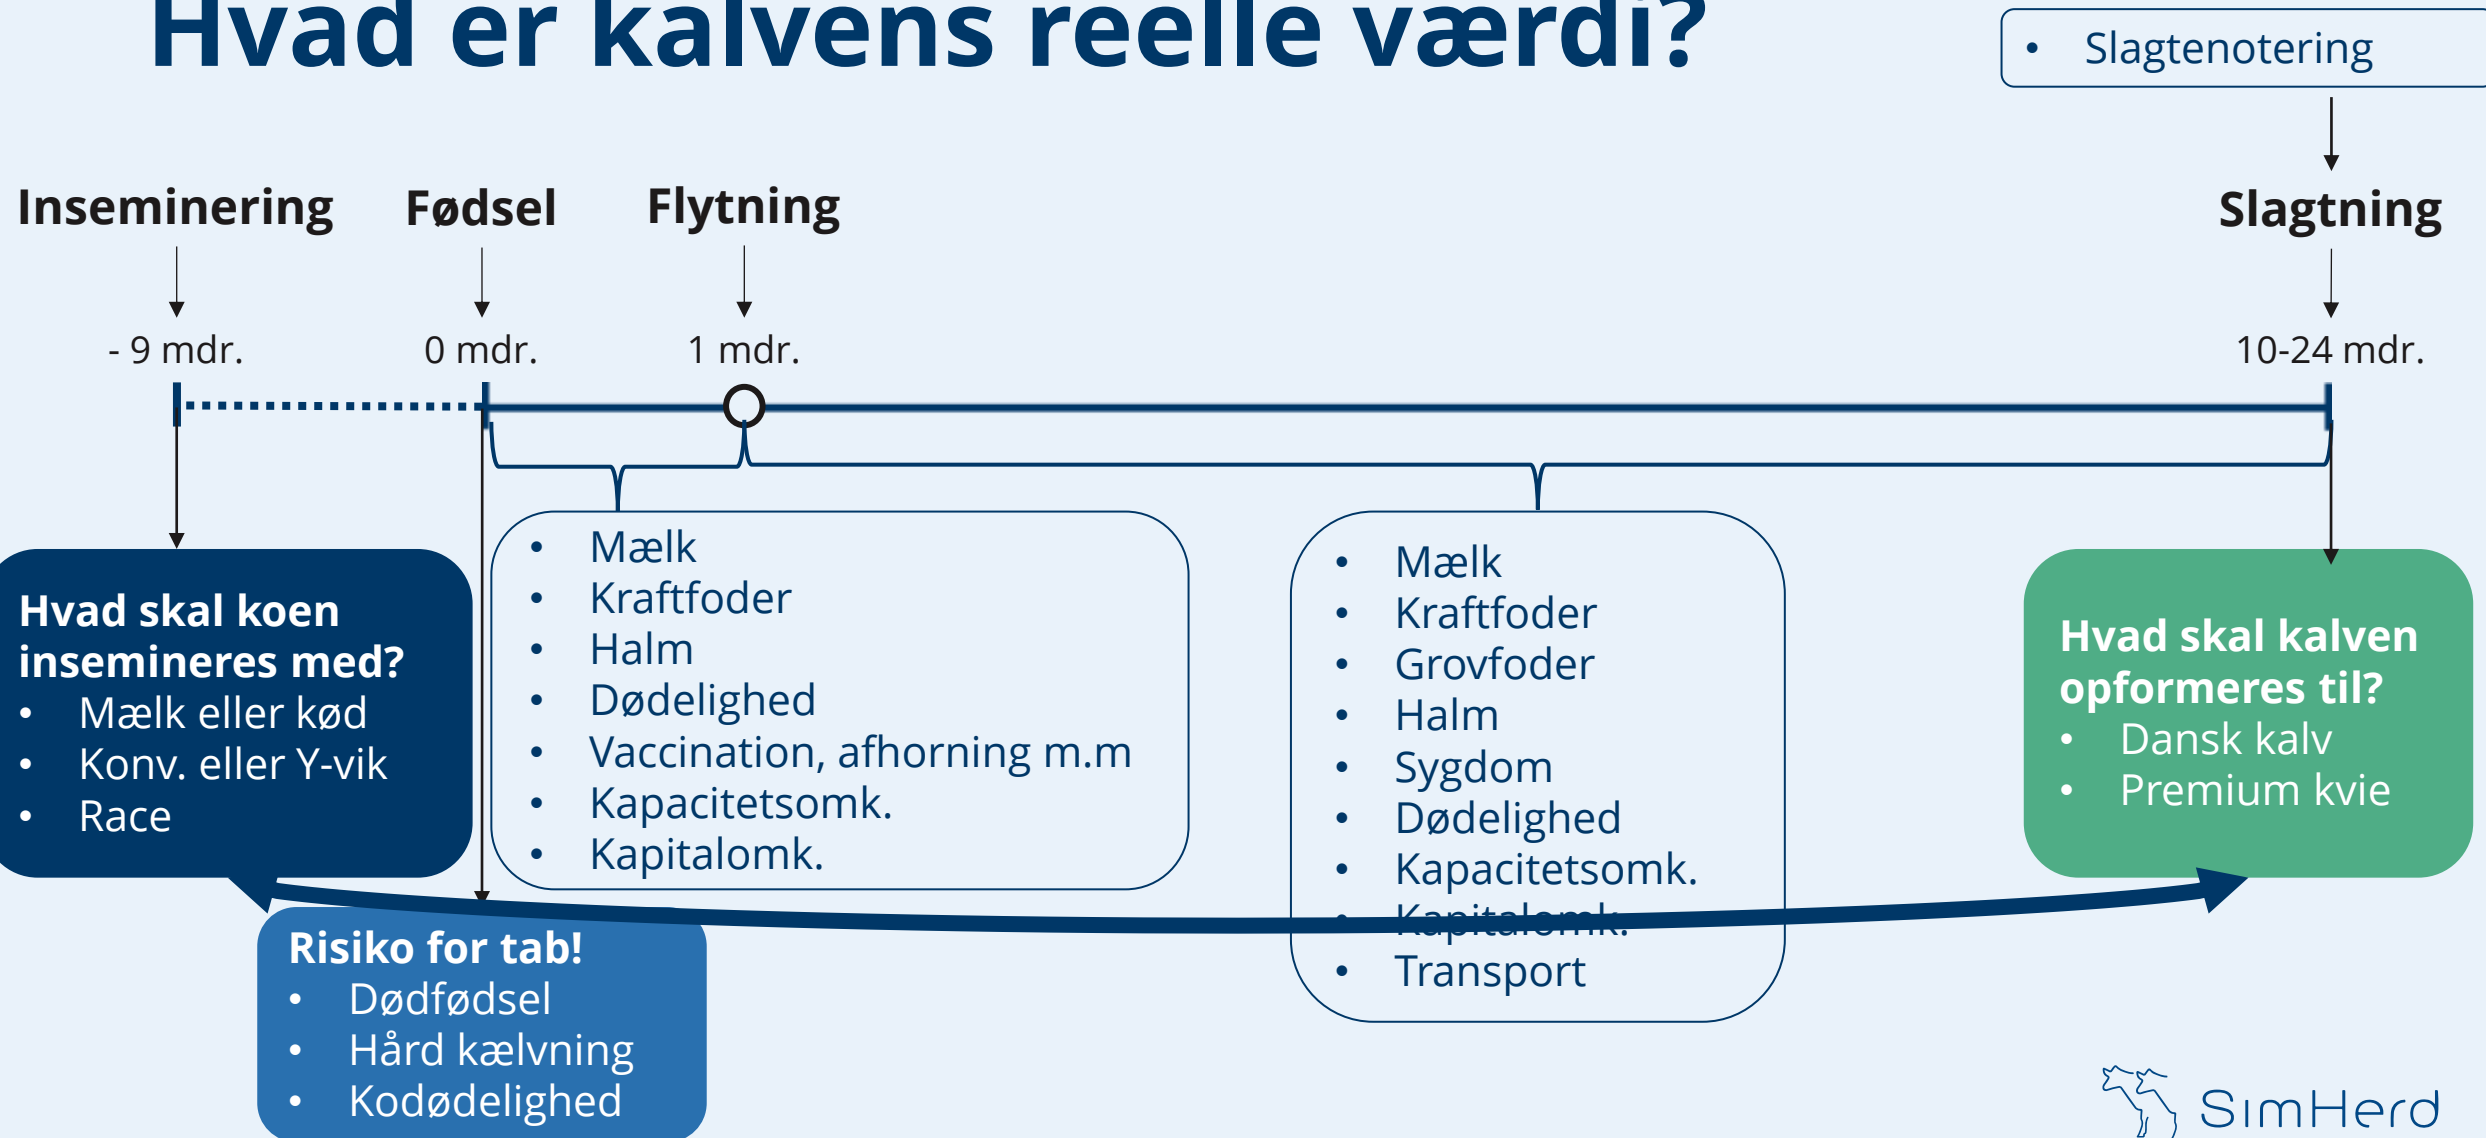 Hvad er kalvens reelle værdi?
• Slagtenotering
Inseminering
Fødsel
Flytning
Slagtning
- 9 mdr.
0 mdr.
1 mdr.
10-24 mdr.
Hvad skal koen
insemineres med?
• Mælk eller kød
• Konv. eller Y-vik
• Race
• Mælk
• Kraftfoder
• Halm
• Dødelighed
• Vaccination, afhorning m.m
• Kapacitetsomk.
• Kapitalomk.
• Mælk
• Kraftfoder
• Grovfoder
• Halm
• Sygdom
• Dødelighed
• Kapacitetsomk.
• Kapitalomk.
• Transport
Hvad skal kalven
opformeres til?
• Dansk kalv
• Premium kvie
Risiko for tab!
• Dødfødsel
• Hård kælvning
• Kodødelighed
SimHerd